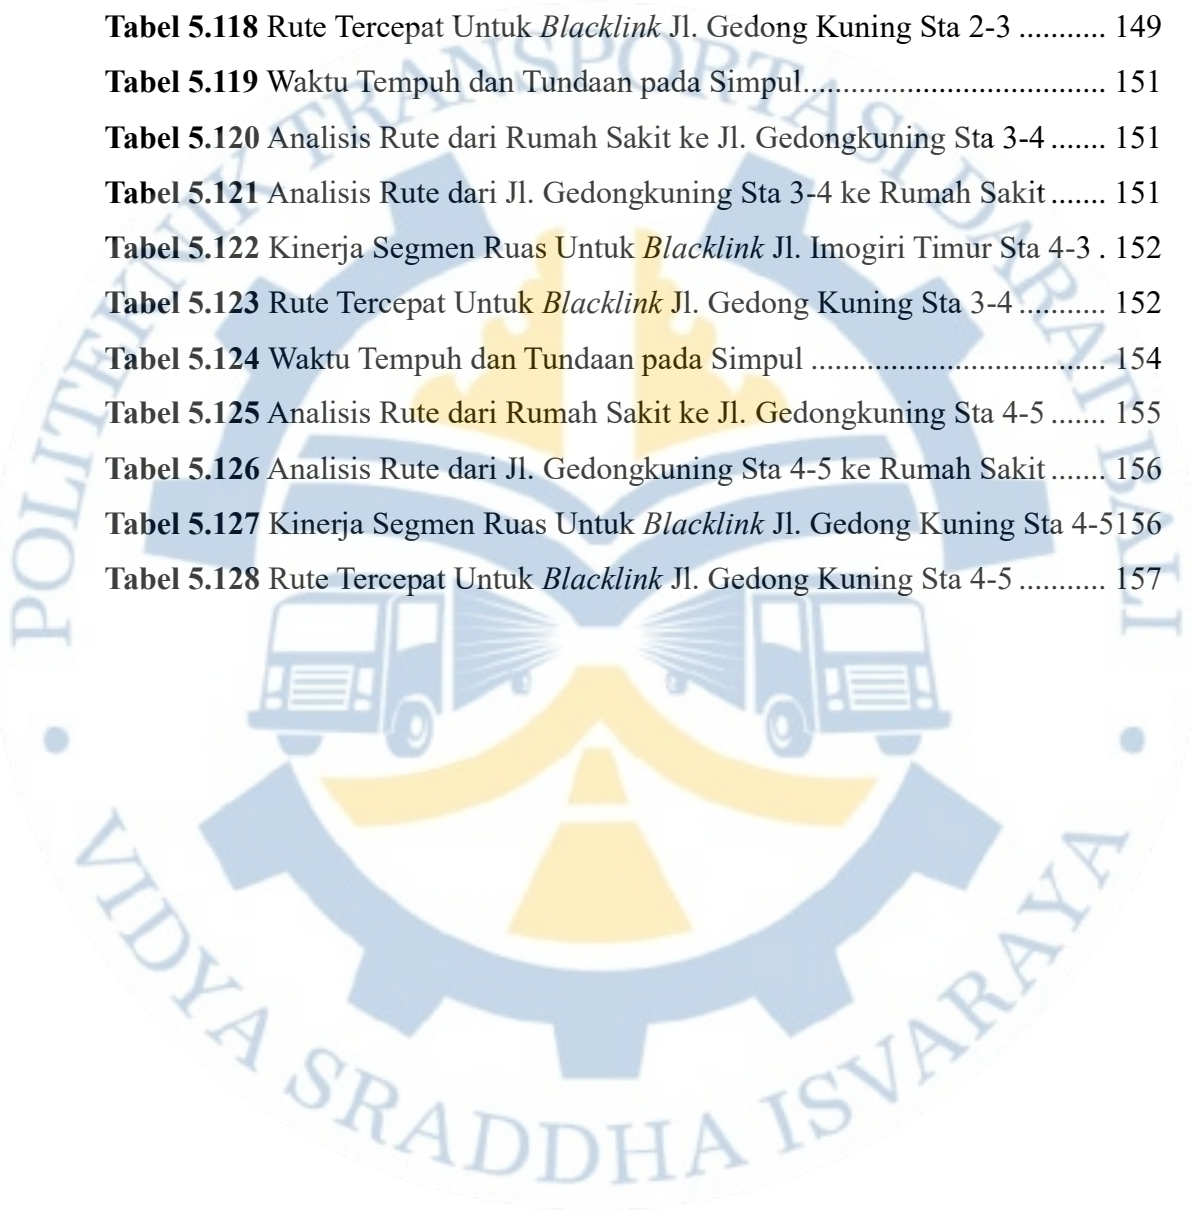 Tabel 5.118 Rute Tercepat Untuk Blacklink Jl. Gedong Kuning Sta 2-3 ........... 149
Tabel 5.119 Waktu Tempuh dan Tundaan pada Simpul...................................... 151
Tabel 5.120 Analisis Rute dari Rumah Sakit ke Jl. Gedongkuning Sta 3-4 ....... 151
Tabel 5.121 Analisis Rute dari Jl. Gedongkuning Sta 3-4 ke Rumah Sakit ....... 151
Tabel 5.122 Kinerja Segmen Ruas Untuk Blacklink Jl. Imogiri Timur Sta 4-3 . 152
Tabel 5.123 Rute Tercepat Untuk Blacklink Jl. Gedong Kuning Sta 3-4 ........... 152
Tabel 5.124 Waktu Tempuh dan Tundaan pada Simpul ..................................... 154
Tabel 5.125 Analisis Rute dari Rumah Sakit ke Jl. Gedongkuning Sta 4-5 ....... 155
Tabel 5.126 Analisis Rute dari Jl. Gedongkuning Sta 4-5 ke Rumah Sakit ....... 156
Tabel 5.127 Kinerja Segmen Ruas Untuk Blacklink Jl. Gedong Kuning Sta 4-5156
Tabel 5.128 Rute Tercepat Untuk Blacklink Jl. Gedong Kuning Sta 4-5 ........... 157
POLITEKNIK TRANSPORTASI DARAT BALI
• VIDYA SRADDHA ISVARAYA •